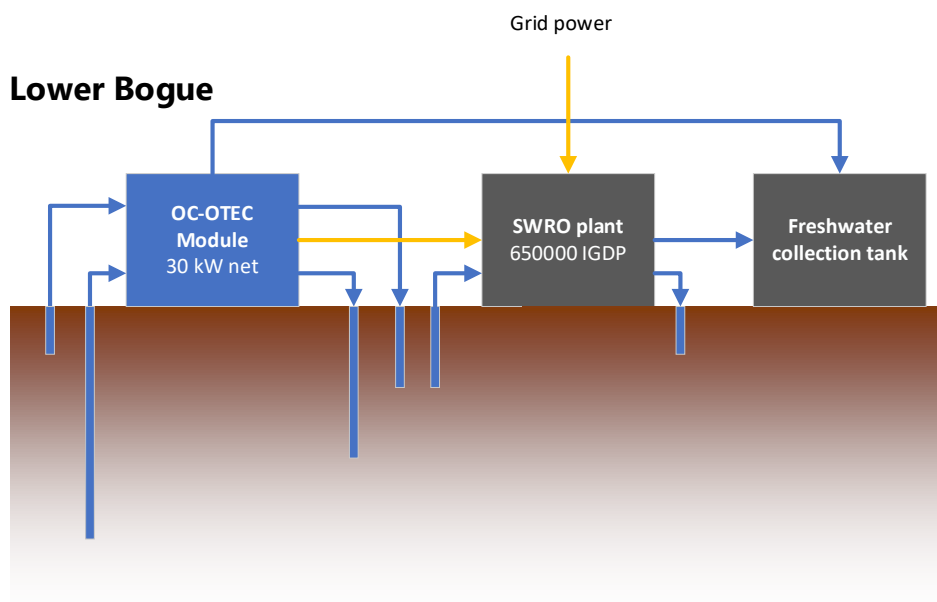 Grid power
Lower Bogue
OC-OTEC
Module
30 kW net
SWRO plant
650000 IGDP
Freshwater
collection tank